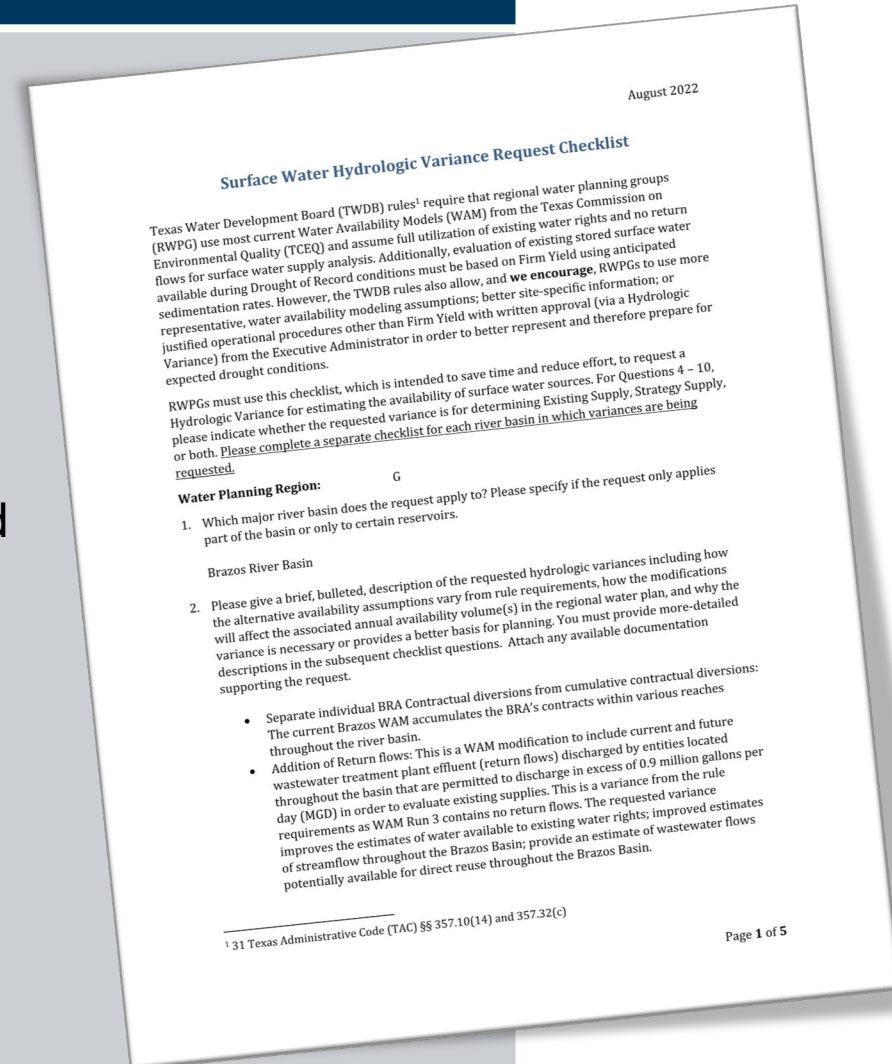 August 2022
Surface Water Hydrologic Variance Request Checklist
Texas Water Development Board (TWDB) rules¹ require that regional water planning groups
(RWPG) use most current Water Availability Models (WAM) from the Texas Commission on
Environmental Quality (TCEQ) and assume full utilization of existing water rights and no return
flows for surface water supply analysis. Additionally, evaluation of existing stored surface water
available during Drought of Record conditions must be based on Firm Yield using anticipated
sedimentation rates. However, the TWDB rules also allow, and we encourage, RWPGs to use more
representative, water availability modeling assumptions; better site-specific information; or
justified operational procedures other than Firm Yield with written approval (via a Hydrologic
Variance) from the Executive Administrator in order to better represent and therefore prepare for
expected drought conditions.
RWPGs must use this checklist, which is intended to save time and reduce effort, to request a
Hydrologic Variance for estimating the availability of surface water sources. For Questions 4 – 10,
please indicate whether the requested variance is for determining Existing Supply, Strategy Supply,
or both. Please complete a separate checklist for each river basin in which variances are being
requested.
Water Planning Region: G
1. Which major river basin does the request apply to? Please specify if the request only applies
part of the basin or only to certain reservoirs.
Brazos River Basin
2. Please give a brief, bulleted, description of the requested hydrologic variances including how
the alternative availability assumptions vary from rule requirements, how the modifications
will affect the associated annual availability volume(s) in the regional water plan, and why the
variance is necessary or provides a better basis for planning. You must provide more-detailed
descriptions in the subsequent checklist questions. Attach any available documentation
supporting the request.
• Separate individual BRA Contractual diversions from cumulative contractual diversions:
The current Brazos WAM accumulates the BRA's contracts within various reaches
throughout the river basin.
• Addition of Return flows: This is a WAM modification to include current and future
wastewater treatment plant effluent (return flows) discharged by entities located
throughout the basin that are permitted to discharge in excess of 0.9 million gallons per
day (MGD) in order to evaluate existing supplies. This is a variance from the rule
requirements as WAM Run 3 contains no return flows. The requested variance
improves the estimates of water available to existing water rights; improved estimates
of streamflow throughout the Brazos Basin; provide an estimate of wastewater flows
potentially available for direct reuse throughout the Brazos Basin.
¹ 31 Texas Administrative Code (TAC) §§ 357.10(14) and 357.32(c)
Page 1 of 5